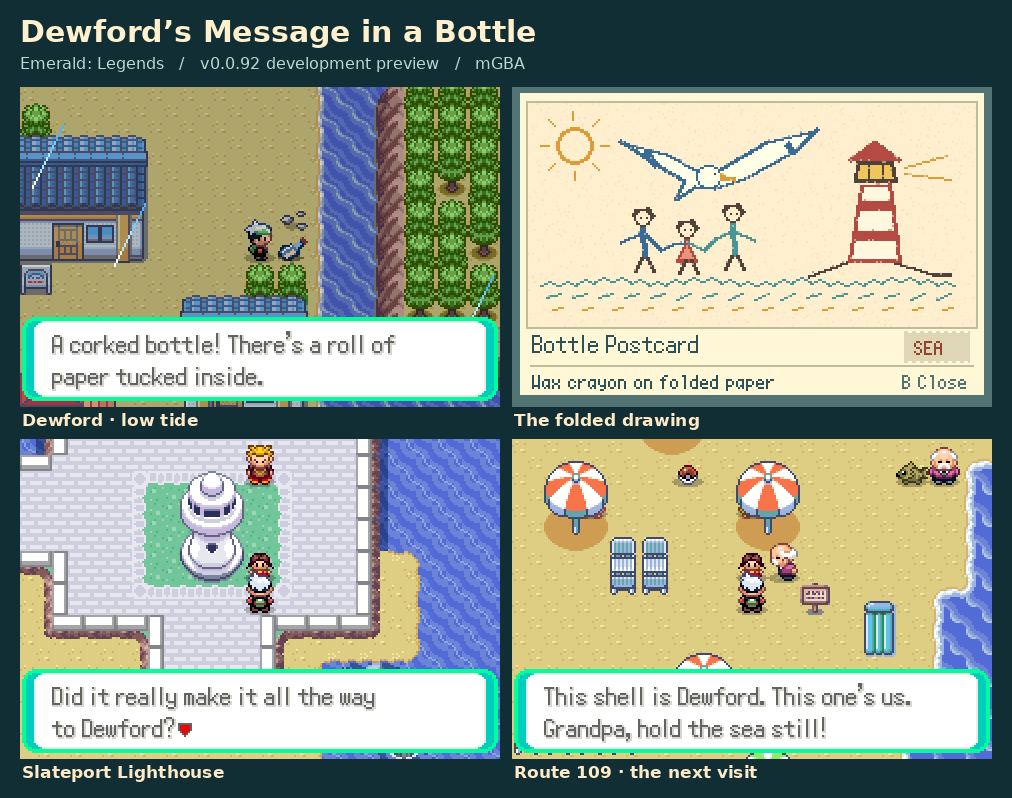 Dewford’s Message in a Bottle
Emerald: Legends / v0.0.92 development preview / mGBA
A corked bottle! There’s a roll of
paper tucked inside.
Dewford · low tide
Bottle Postcard
SEA
Wax crayon on folded paper
B Close
The folded drawing
Did it really make it all the way
to Dewford?
Slateport Lighthouse
This shell is Dewford. This one’s us.
Grandpa, hold the sea still!
Route 109 · the next visit